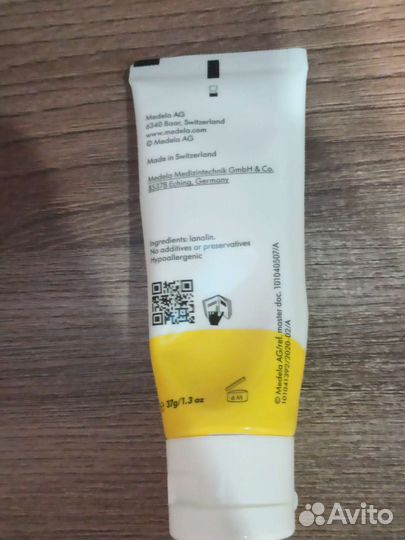 Medela AG
6340 Baar, Switzerland
www.medela.com
© Medela AG
Made in Switzerland
Medela Medizintechnik GmbH & Co.
85378 Eching, Germany
Ingredients: lanolin.
No additives or preservatives
Hypoallergenic
© Medela AG/ref. master doc. 101040507/A
101041392/2020-02/A
℮ 37g/1.3 oz
6 M
Avito